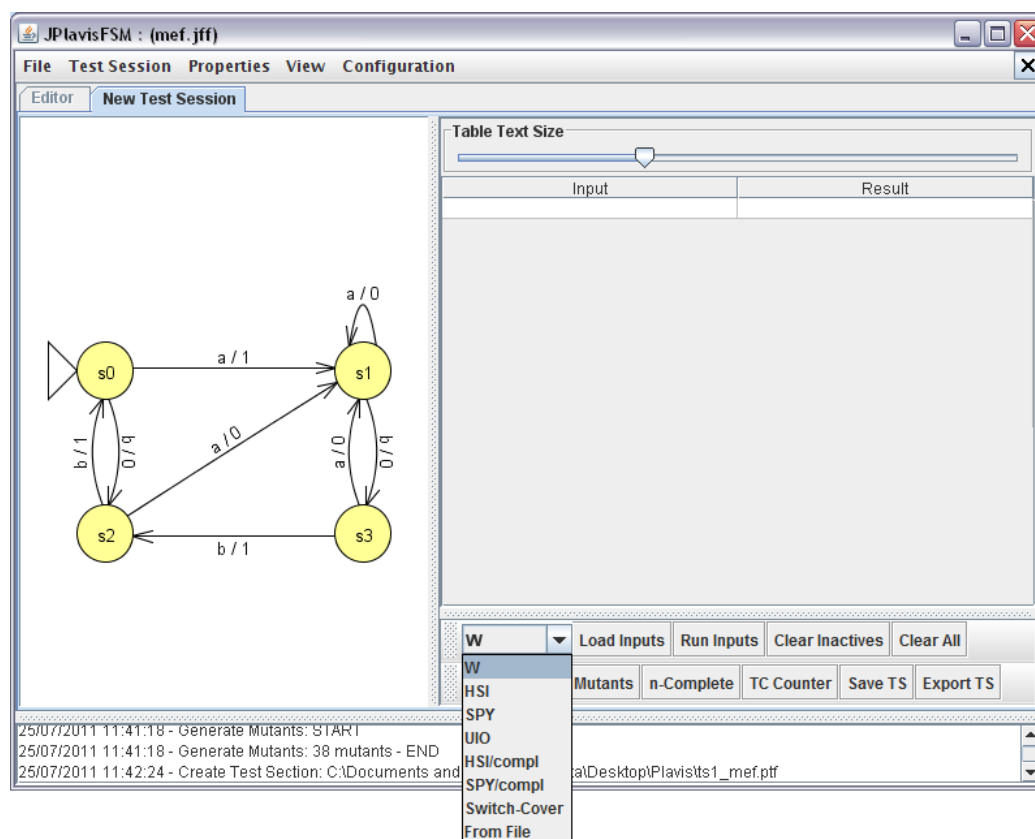 JPlavisFSM : (mef.jff)
File Test Session Properties View Configuration
Editor New Test Session
Table Text Size
Input Result
a / 0
s0 a / 1 s1
b / 1 b / 0 a / 0 a / 0 b / 0
s2 b / 1 s3
W Load Inputs Run Inputs Clear Inactives Clear All
W
HSI
SPY
UIO
HSI/compl
SPY/compl
Switch-Cover
From File
Mutants n-Complete TC Counter Save TS Export TS
25/07/2011 11:41:18 - Generate Mutants: START
25/07/2011 11:41:18 - Generate Mutants: 38 mutants - END
25/07/2011 11:42:24 - Create Test Section: C:\Documents and ta\Desktop\Plavis\ts1_mef.ptf